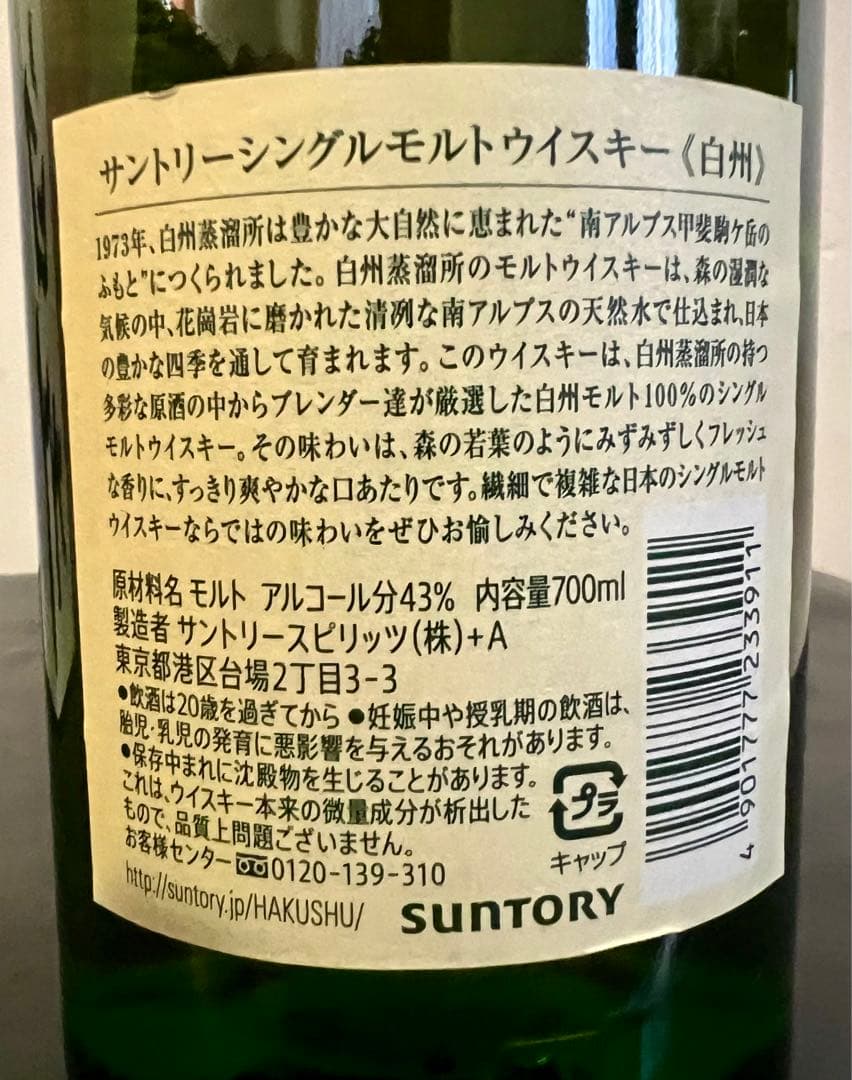 サントリーシングルモルトウイスキー《白州》
1973年、白州蒸溜所は豊かな大自然に恵まれた“南アルプス甲斐駒ケ岳の
ふもと”につくられました。白州蒸溜所のモルトウイスキーは、森の湿潤な
気候の中、花崗岩に磨かれた清冽な南アルプスの天然水で仕込まれ、日本
の豊かな四季を通して育まれます。このウイスキーは、白州蒸溜所の持つ
多彩な原酒の中からブレンダー達が厳選した白州モルト100%のシングル
モルトウイスキー。その味わいは、森の若葉のようにみずみずしくフレッシュ
な香りに、すっきり爽やかな口あたりです。繊細で複雑な日本のシングルモルト
ウイスキーならではの味わいをぜひお愉しみください。
原材料名 モルト アルコール分43% 内容量700ml
製造者 サントリースピリッツ(株)+A
東京都港区台場2丁目3-3
●飲酒は20歳を過ぎてから ●妊娠中や授乳期の飲酒は、
胎児・乳児の発育に悪影響を与えるおそれがあります。
●保存中まれに沈殿物を生じることがあります。
これは、ウイスキー本来の微量成分が析出した
もので、品質上問題ございません。
お客様センター 0120-139-310
http://suntory.jp/HAKUSHU/
プラ
キャップ
SUNTORY
4 901777 233911